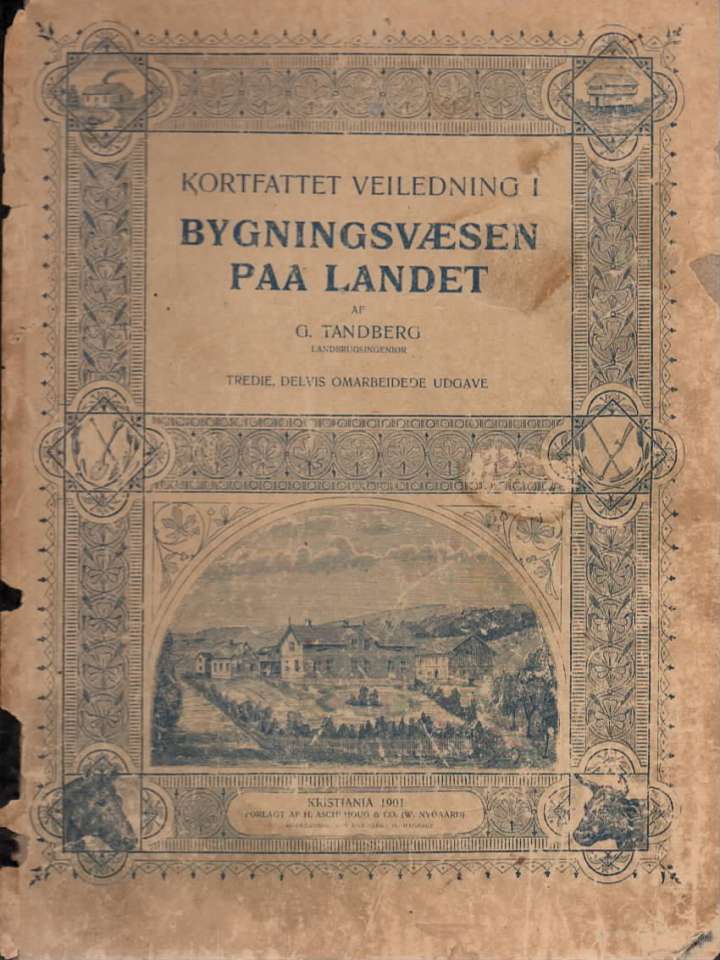 KORTFATTET VEILEDNING I
BYGNINGSVÆSEN
PAA LANDET
AF
G. TANDBERG
LANDBRUGSINGENIØR
TREDIE, DELVIS OMARBEIDEDE UDGAVE
KRISTIANIA 1901
FORLAGT AF H. ASCHEHOUG & CO. (W. NYGAARD)